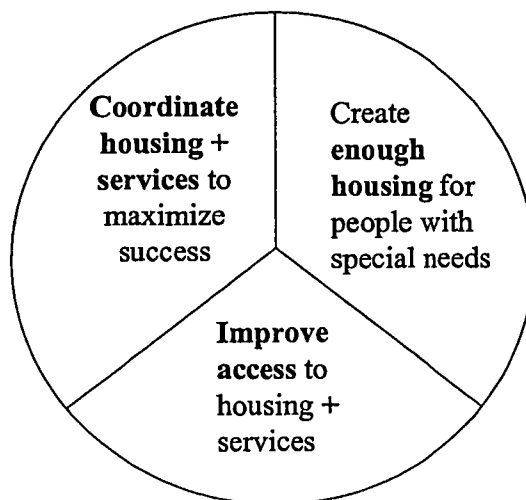 Coordinate
housing +
services to
maximize
success
Create
enough
housing for
people with
special needs
Improve
access to
housing +
services